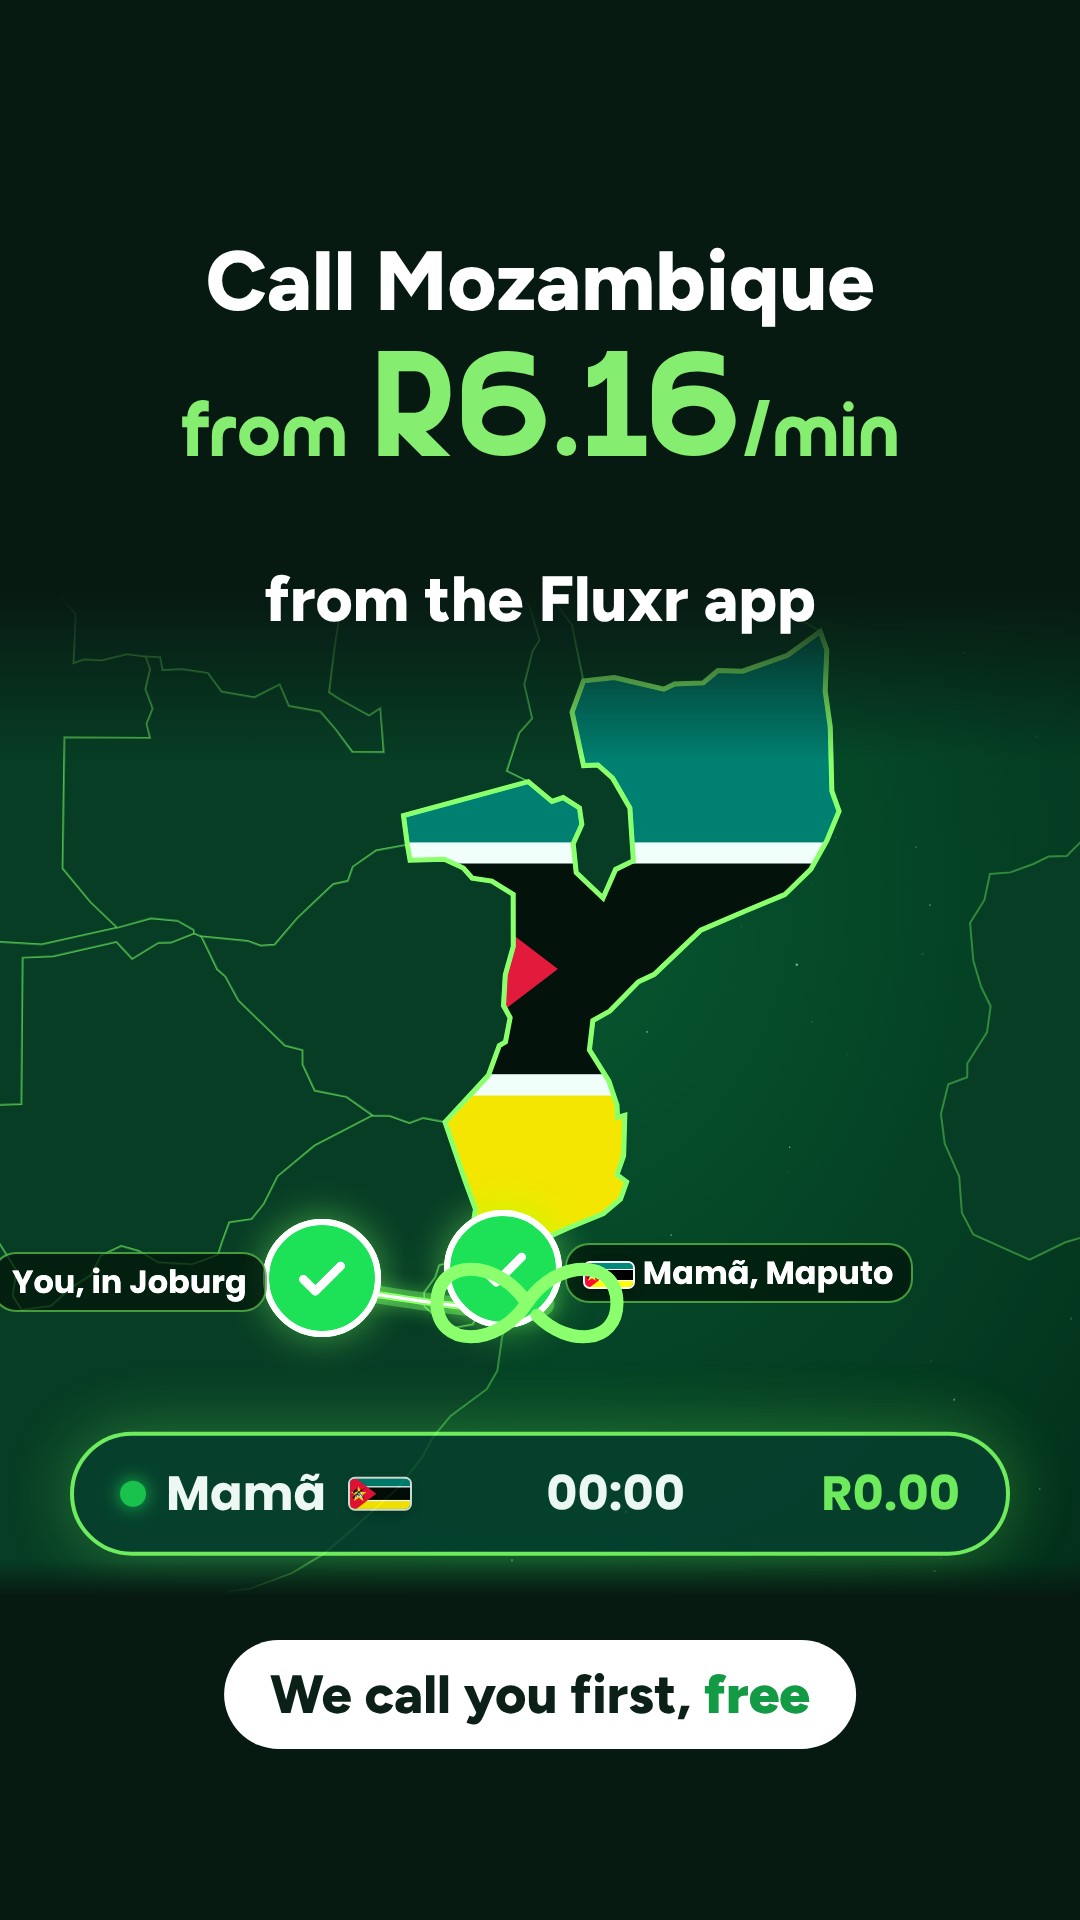 Call Mozambique
from R6.16/min
from the Fluxr app
You, in Joburg
Mamã, Maputo
Mamã 00:00 R0.00
We call you first, free